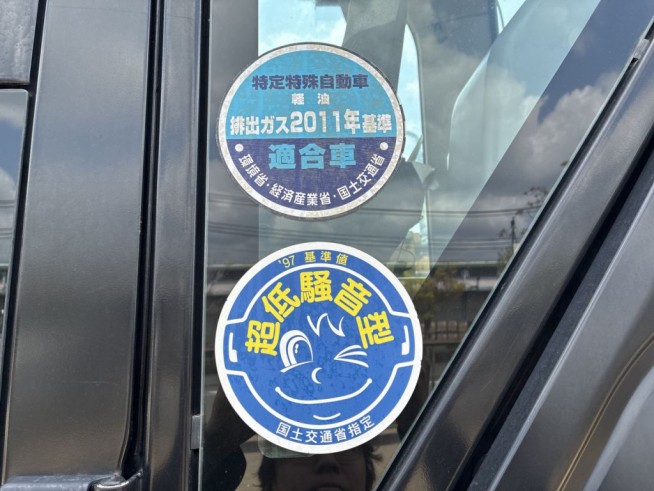 特定特殊自動車
軽油
排出ガス2011年基準
適合車
環境省・経済産業省・国土交通省
'97 基準値
超低騒音型
国土交通省指定